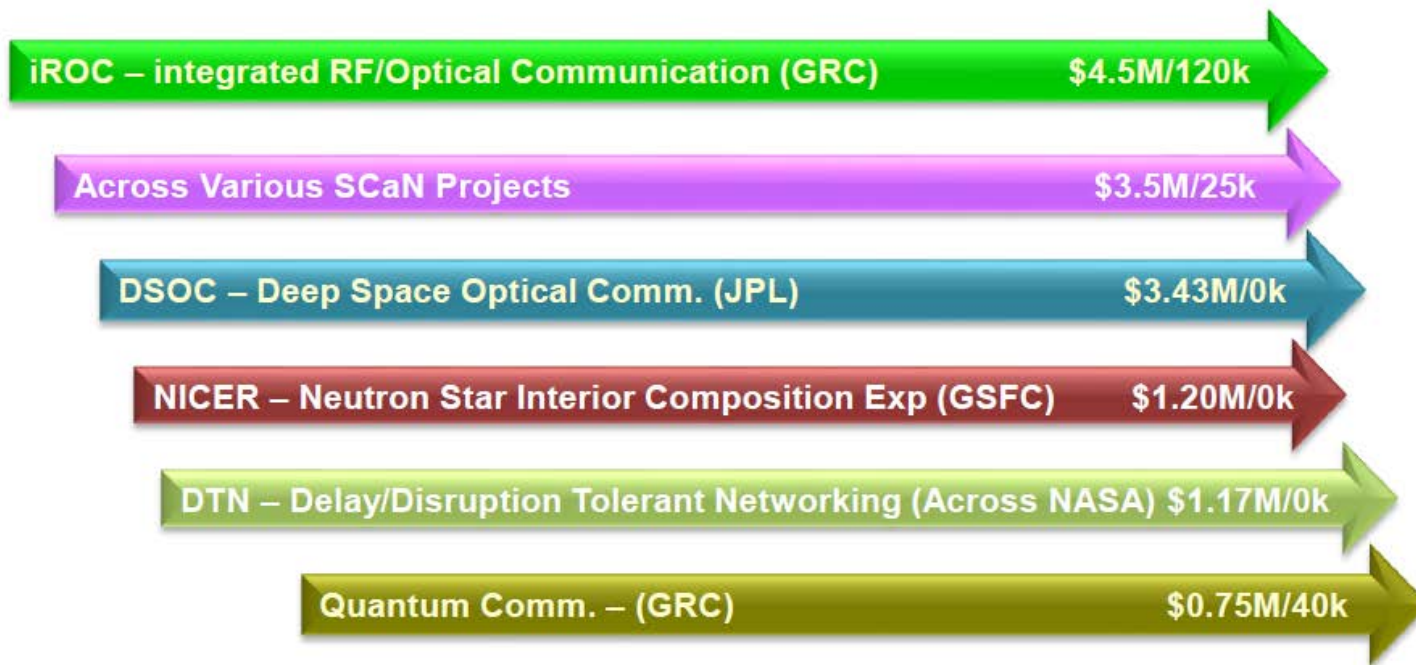 iROC – integrated RF/Optical Communication (GRC) $4.5M/120k
Across Various SCaN Projects $3.5M/25k
DSOC – Deep Space Optical Comm. (JPL) $3.43M/0k
NICER – Neutron Star Interior Composition Exp (GSFC) $1.20M/0k
DTN – Delay/Disruption Tolerant Networking (Across NASA) $1.17M/0k
Quantum Comm. – (GRC) $0.75M/40k